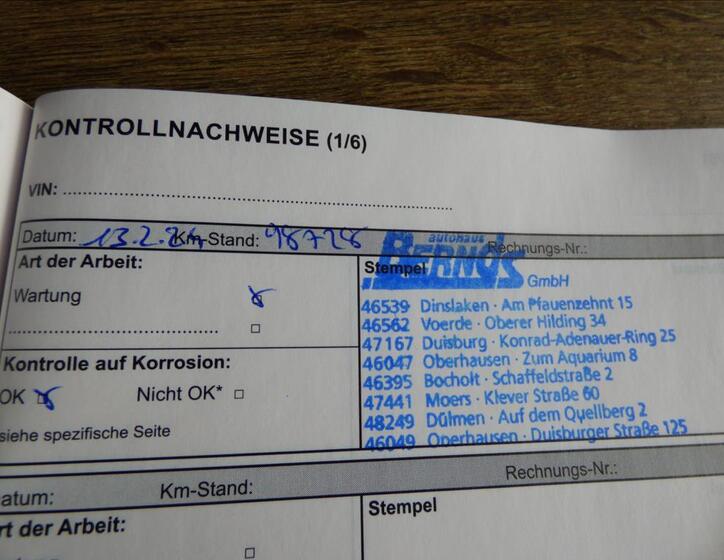 KONTROLLNACHWEISE (1/6)
VIN:
Datum: 13.2.24 Km-Stand: 98728 Rechnungs-Nr.:
Art der Arbeit:
Wartung
Stempel
autohaus
BERNDS
GmbH
46539 Dinslaken · Am Pfauenzehnt 15
46562 Voerde · Oberer Hilding 34
47167 Duisburg · Konrad-Adenauer-Ring 25
46047 Oberhausen · Zum Aquarium 8
46395 Bocholt · Schaffeldstraße 2
47441 Moers · Klever Straße 60
48249 Dülmen · Auf dem Quellberg 2
46049 Oberhausen · Duisburger Straße 125
Kontrolle auf Korrosion:
OK Nicht OK*
siehe spezifische Seite
atum: Km-Stand: Rechnungs-Nr.:
rt der Arbeit:
Stempel